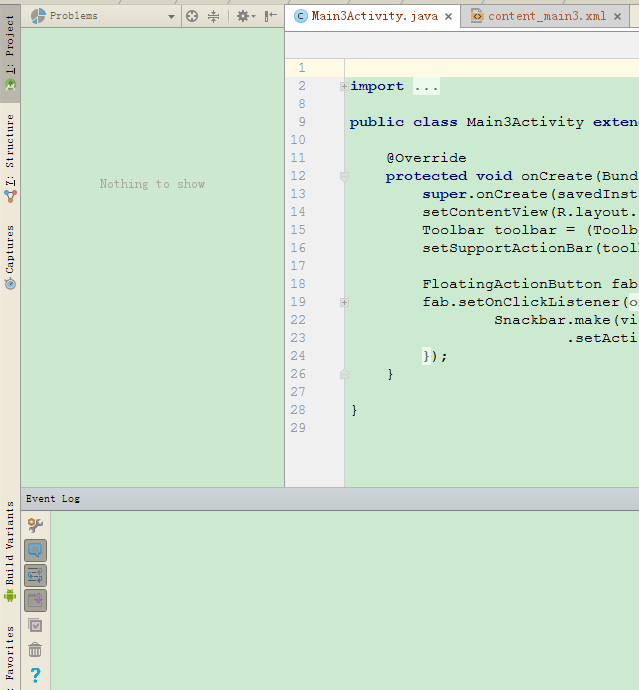 Problems
Main3Activity.java
content_main3.xml
1: Project
7: Structure
Captures
Build Variants
: Favorites
Nothing to show
1
2 import ...
8
9 public class Main3Activity exten
10
11 @Override
12 protected void onCreate(Bund
13 super.onCreate(savedInst
14 setContentView(R.layout.
15 Toolbar toolbar = (Toolb
16 setSupportActionBar(tool
17
18 FloatingActionButton fab
19 fab.setOnClickListener(
22 Snackbar.make(vi
23 .setActi
24 });
26 }
27
28 }
29
Event Log